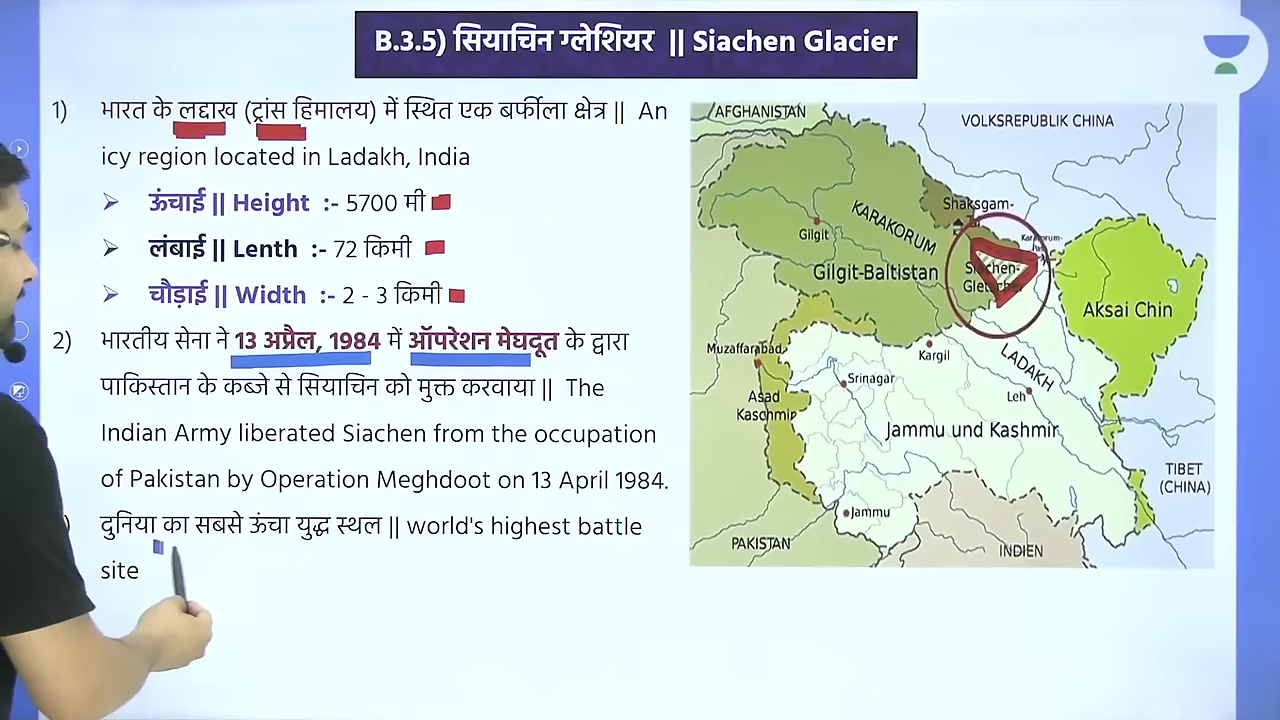 B.3.5) सियाचिन ग्लेशियर || Siachen Glacier
1) भारत के लद्दाख (ट्रांस हिमालय) में स्थित एक बर्फीला क्षेत्र || An
icy region located in Ladakh, India
➢ ऊंचाई || Height :- 5700 मी
➢ लंबाई || Lenth :- 72 किमी
➢ चौड़ाई || Width :- 2 - 3 किमी
2) भारतीय सेना ने 13 अप्रैल, 1984 में ऑपरेशन मेघदूत के द्वारा
पाकिस्तान के कब्जे से सियाचिन को मुक्त करवाया || The
Indian Army liberated Siachen from the occupation
of Pakistan by Operation Meghdoot on 13 April 1984.
दुनिया का सबसे ऊंचा युद्ध स्थल || world's highest battle
site
AFGHANISTAN
VOLKSREPUBLIK CHINA
Shaksgam-
KARAKORUM
Gilgit
Gilgit-Baltistan
Aksai Chin
Muzaffarabad
Kargil
LADAKH
Srinagar
Leh
Asad
Kaschmir
Jammu und Kashmir
TIBET
(CHINA)
Jammu
PAKISTAN
INDIEN